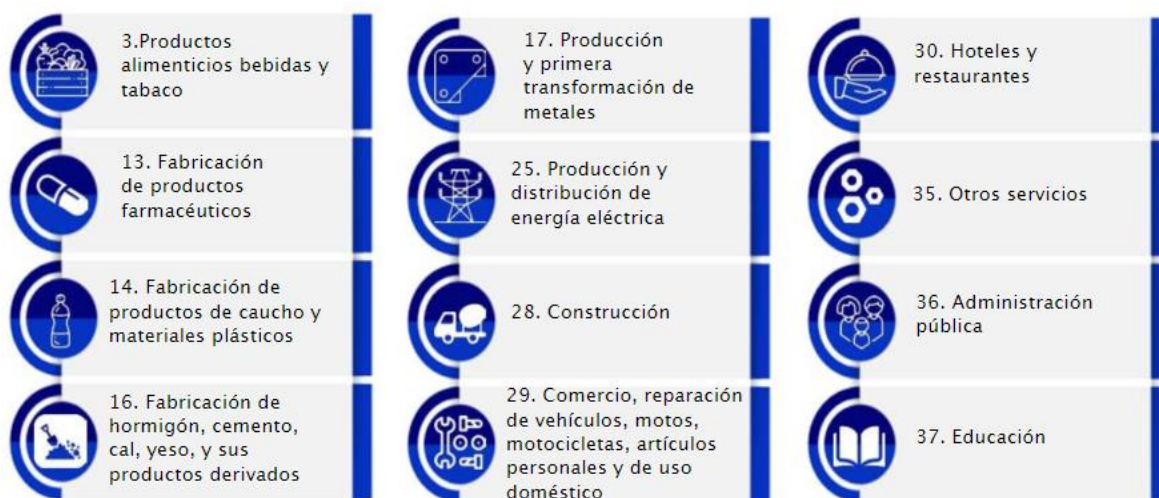 3.Productos
alimenticios bebidas y
tabaco
13. Fabricación
de productos
farmacéuticos
14. Fabricación de
productos de caucho y
materiales plásticos
16. Fabricación de
hormigón, cemento,
cal, yeso, y sus
productos derivados
17. Producción
y primera
transformación de
metales
25. Producción y
distribución de
energía eléctrica
28. Construcción
29. Comercio, reparación
de vehículos, motos,
motocicletas, artículos
personales y de uso
doméstico
30. Hoteles y
restaurantes
35. Otros servicios
36. Administración
pública
37. Educación